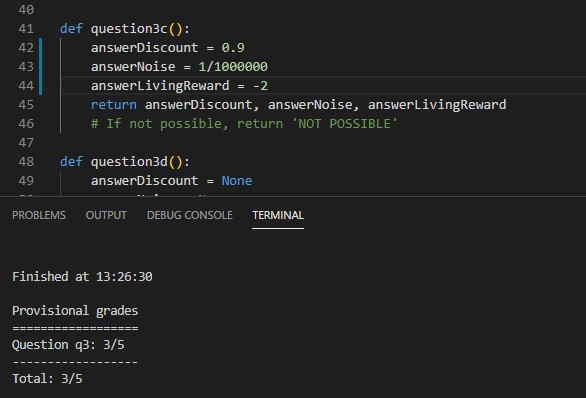 40
41 def question3c():
42 answerDiscount = 0.9
43 answerNoise = 1/1000000
44 answerLivingReward = -2
45 return answerDiscount, answerNoise, answerLivingReward
46 # If not possible, return 'NOT POSSIBLE'
47
48 def question3d():
49 answerDiscount = None
PROBLEMS OUTPUT DEBUG CONSOLE TERMINAL
Finished at 13:26:30
Provisional grades
==================
Question q3: 3/5
------------------
Total: 3/5